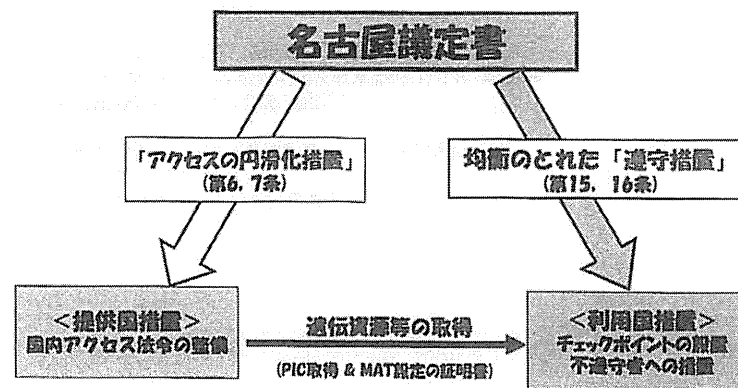 名古屋議定書
「アクセスの円滑化措置」
(第6, 7条)
均衡のとれた「遵守措置」
(第15, 16条)
＜提供国措置＞
国内アクセス法令の整備
遺伝資源等の取得
(PIC取得 & MAT設定の証明書)
＜利用国措置＞
チェックポイントの設置
不遵守者への措置